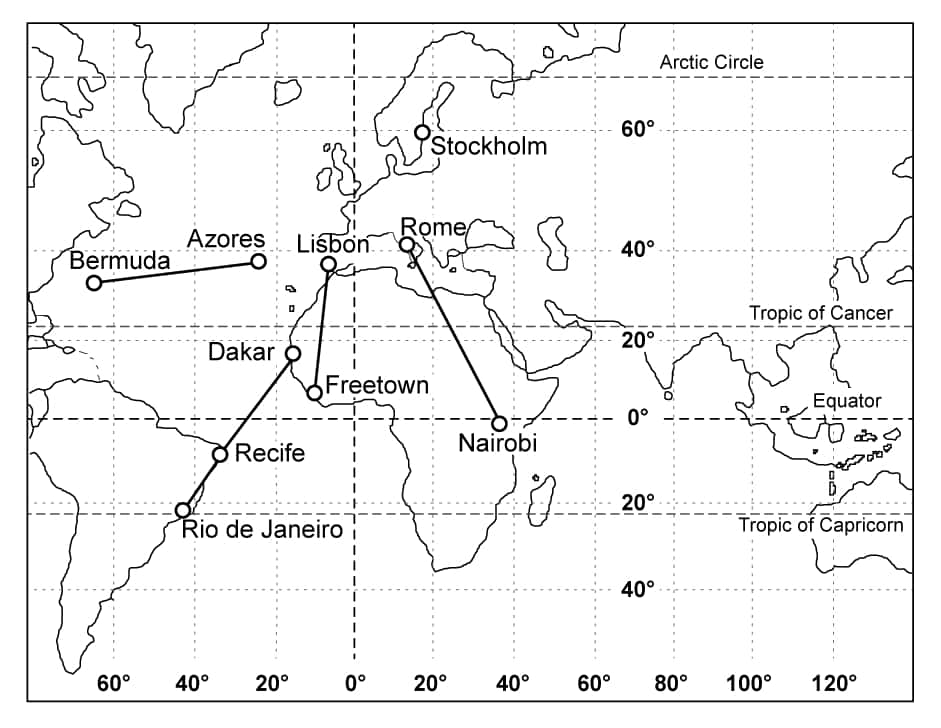 Arctic Circle
60°
Stockholm
Rome
Azores
Lisbon
40°
Bermuda
Tropic of Cancer
20°
Dakar
Freetown
Equator
0°
Nairobi
Recife
20°
Tropic of Capricorn
Rio de Janeiro
40°
60° 40° 20° 0° 20° 40° 60° 80° 100° 120°